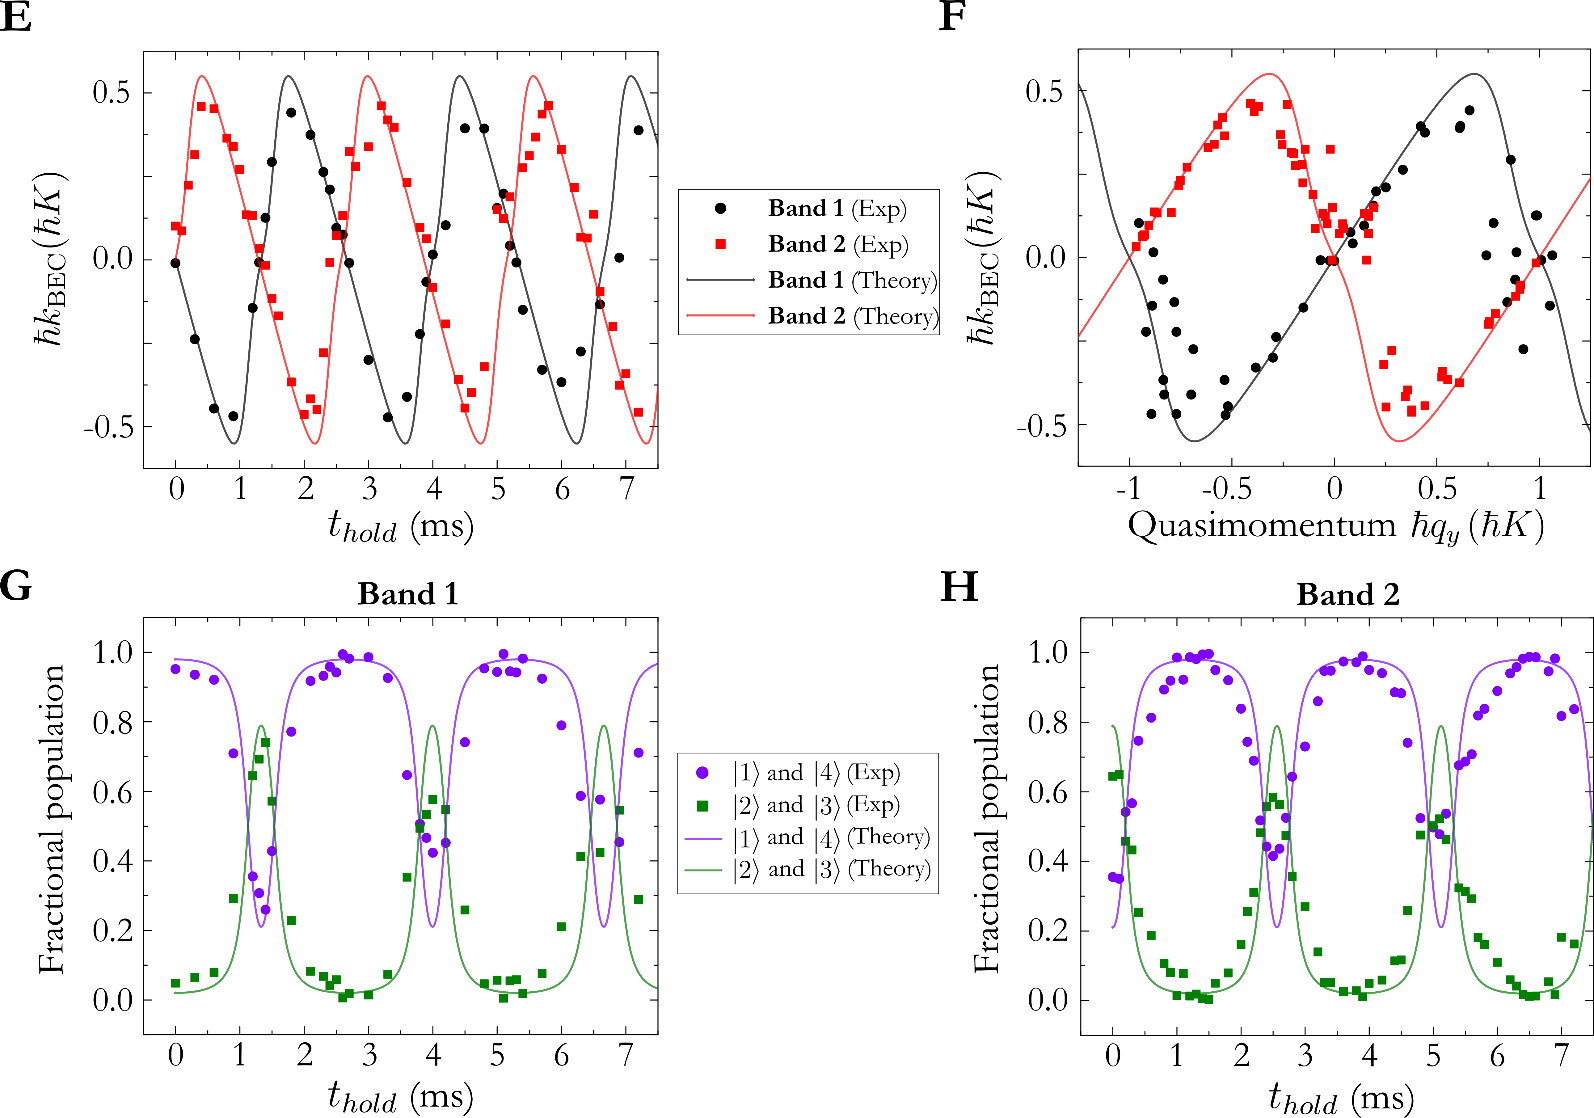 E
0.5
0.0
-0.5
ħk_BEC (ħK)
0 1 2 3 4 5 6 7
t_hold (ms)
Band 1 (Exp)
Band 2 (Exp)
Band 1 (Theory)
Band 2 (Theory)
F
0.5
0.0
-0.5
ħk_BEC (ħK)
-1 -0.5 0 0.5 1
Quasimomentum ħq_y (ħK)
G
Band 1
1.0
0.8
0.6
0.4
0.2
0.0
Fractional population
0 1 2 3 4 5 6 7
t_hold (ms)
|1⟩ and |4⟩ (Exp)
|2⟩ and |3⟩ (Exp)
|1⟩ and |4⟩ (Theory)
|2⟩ and |3⟩ (Theory)
H
Band 2
1.0
0.8
0.6
0.4
0.2
0.0
Fractional population
0 1 2 3 4 5 6 7
t_hold (ms)